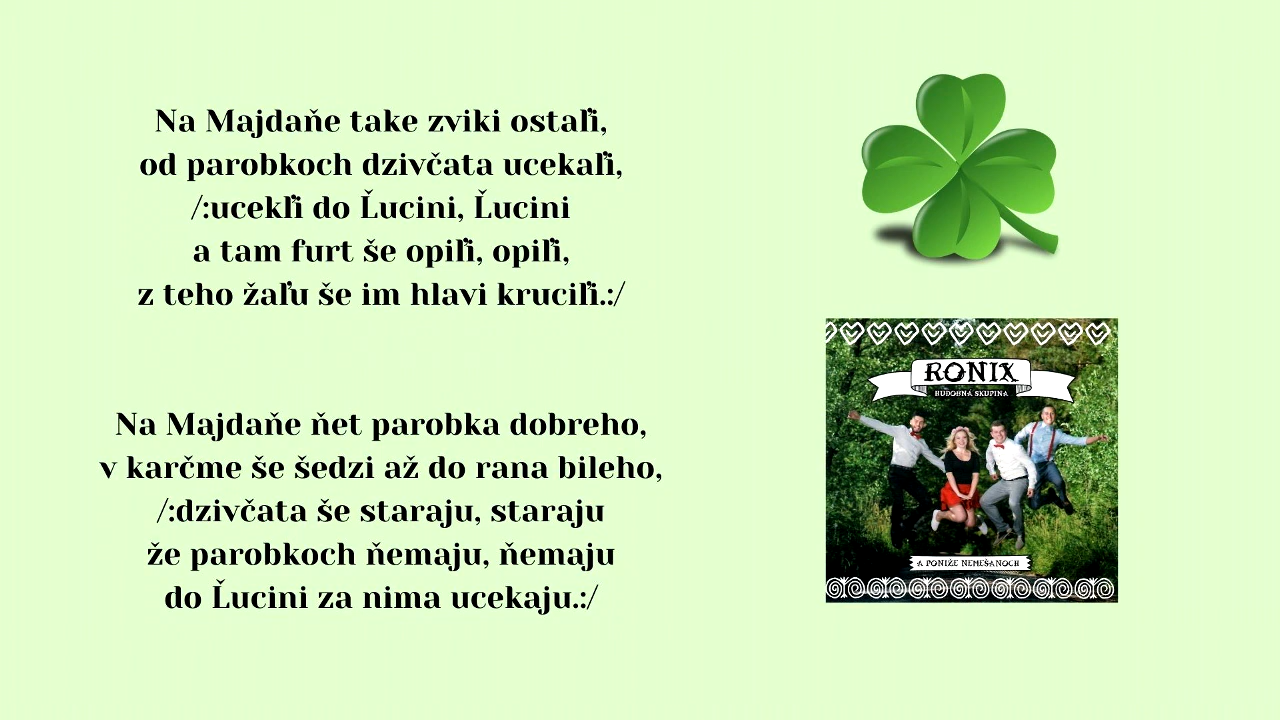 Na Majdaňe take zviki ostaľi,
od parobkoch dzivčata ucekaľi,
/:ucekľi do Ľucini, Ľucini
a tam furt še opiľi, opiľi,
z teho žaľu še im hlavi kruciľi.:/
Na Majdaňe ňet parobka dobreho,
v karčme še šedzi až do rana bileho,
/:dzivčata še staraju, staraju
že parobkoch ňemaju, ňemaju
do Ľucini za nima ucekaju.:/
RONIX
HUDOBNÁ SKUPINA
A PONIŽE NEMEŠANOCH